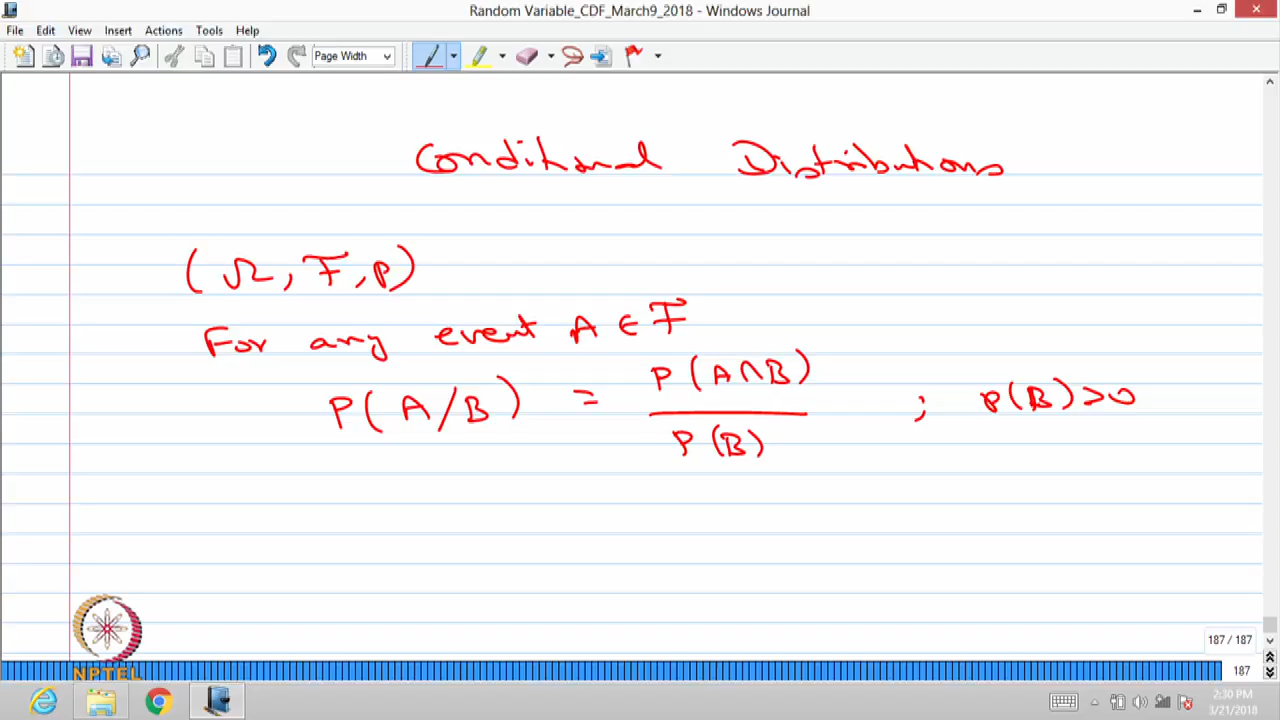 Random Variable_CDF_March9_2018 - Windows Journal
File Edit View Insert Actions Tools Help
Page Width
Conditional Distributions
(Ω, F, P)
For any event A ∈ F
P(A/B) = P(A∩B) / P(B) ; P(B)>0
187 / 187
NPTEL
187
2:30 PM
3/21/2018